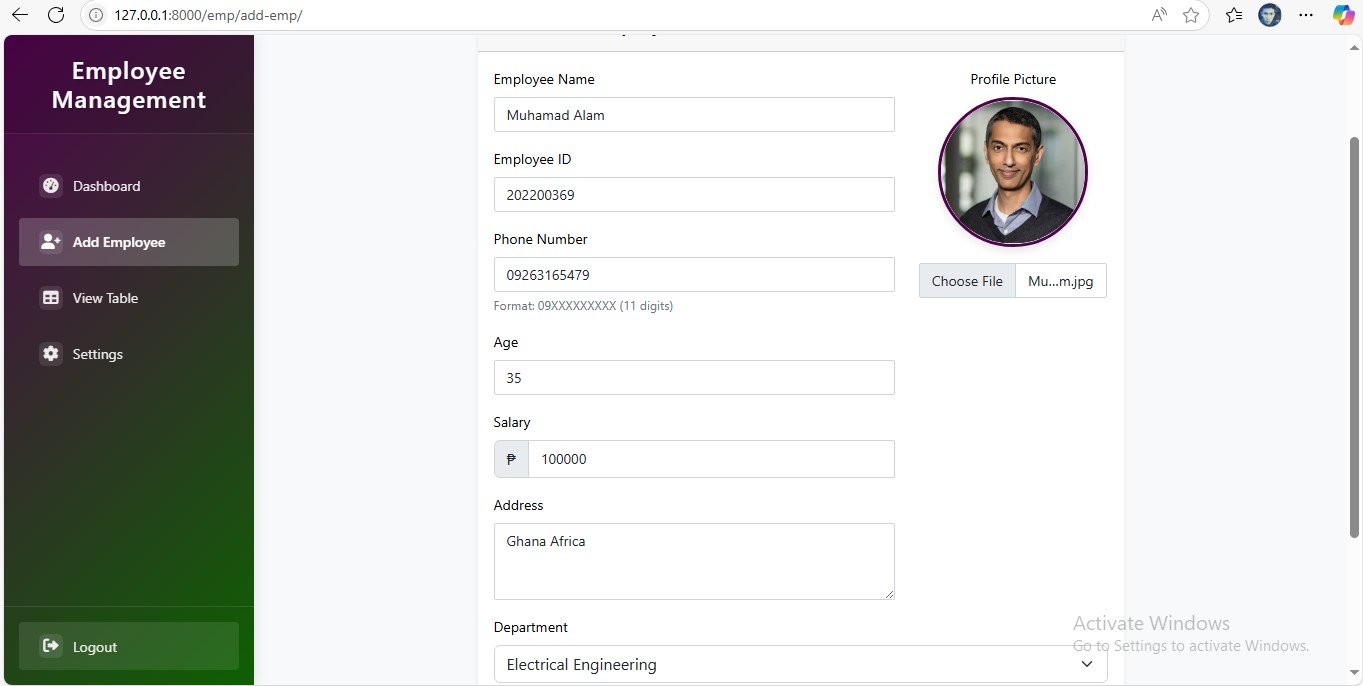 127.0.0.1:8000/emp/add-emp/
Employee
Management
Dashboard
Add Employee
View Table
Settings
Logout
Employee Name
Muhamad Alam
Employee ID
202200369
Phone Number
09263165479
Format: 09XXXXXXXXX (11 digits)
Age
35
Salary
₱ 100000
Address
Ghana Africa
Department
Electrical Engineering
Profile Picture
Choose File Mu...m.jpg
Activate Windows
Go to Settings to activate Windows.